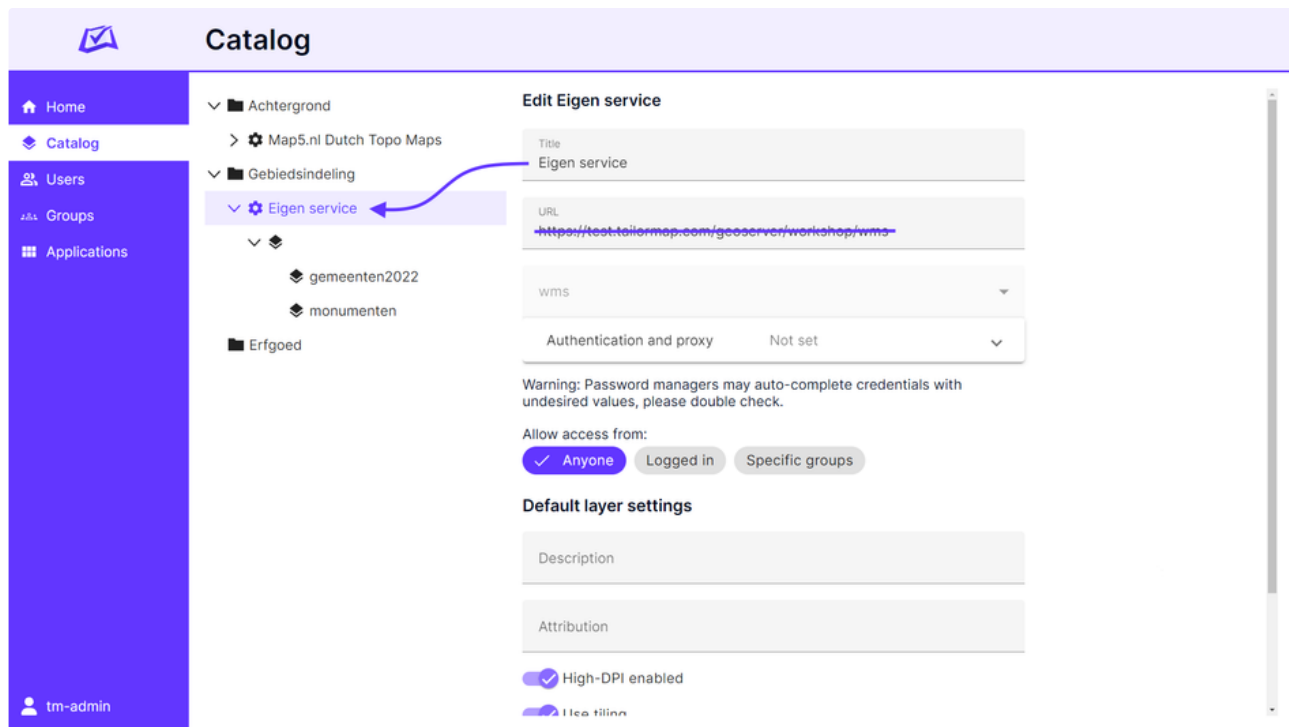 Catalog
Home
Catalog
Users
Groups
Applications
tm-admin
Achtergrond
Map5.nl Dutch Topo Maps
Gebiedsindeling
Eigen service
gemeenten2022
monumenten
Erfgoed
Edit Eigen service
Title
Eigen service
URL
https://test.tailormap.com/geoserver/workshop/wms
wms
Authentication and proxy Not set
Warning: Password managers may auto-complete credentials with
undesired values, please double check.
Allow access from:
Anyone Logged in Specific groups
Default layer settings
Description
Attribution
High-DPI enabled
Use tiling